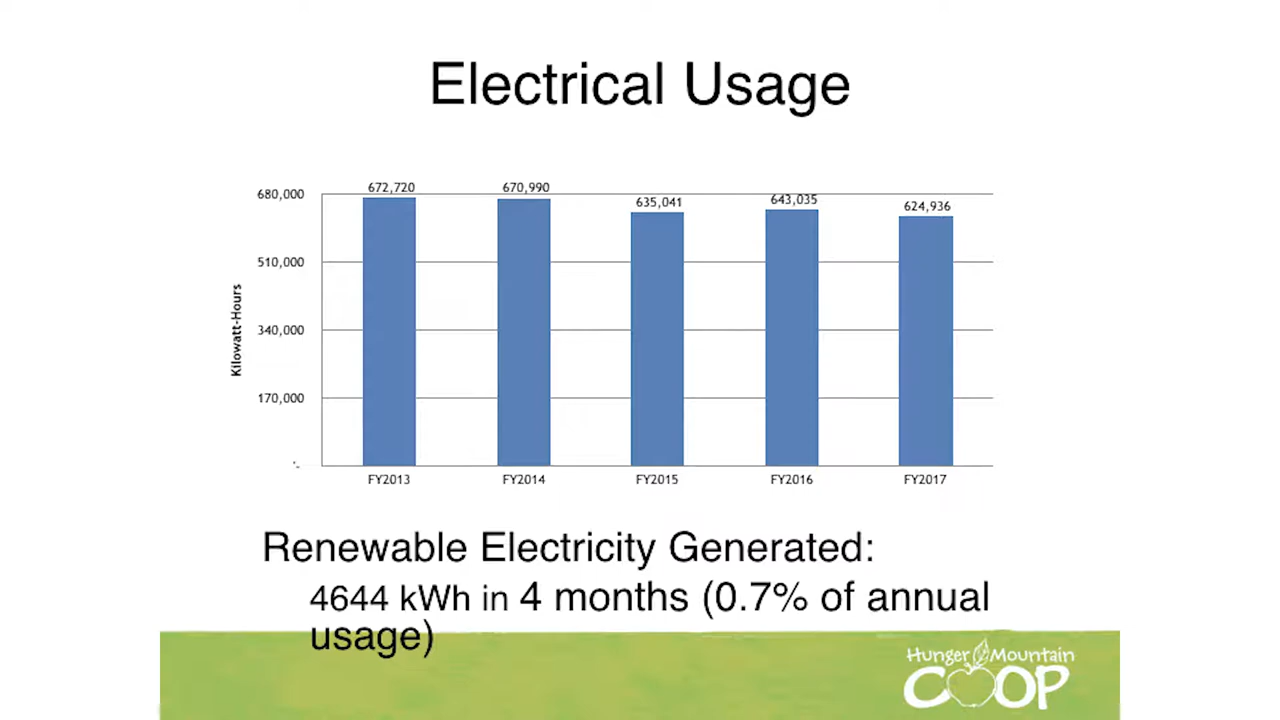 Electrical Usage
672,720
670,990
635,041
643,035
624,936
680,000
510,000
340,000
170,000
-
Kilowatt-Hours
FY2013
FY2014
FY2015
FY2016
FY2017
Renewable Electricity Generated:
4644 kWh in 4 months (0.7% of annual
usage)
Hunger Mountain
COOP